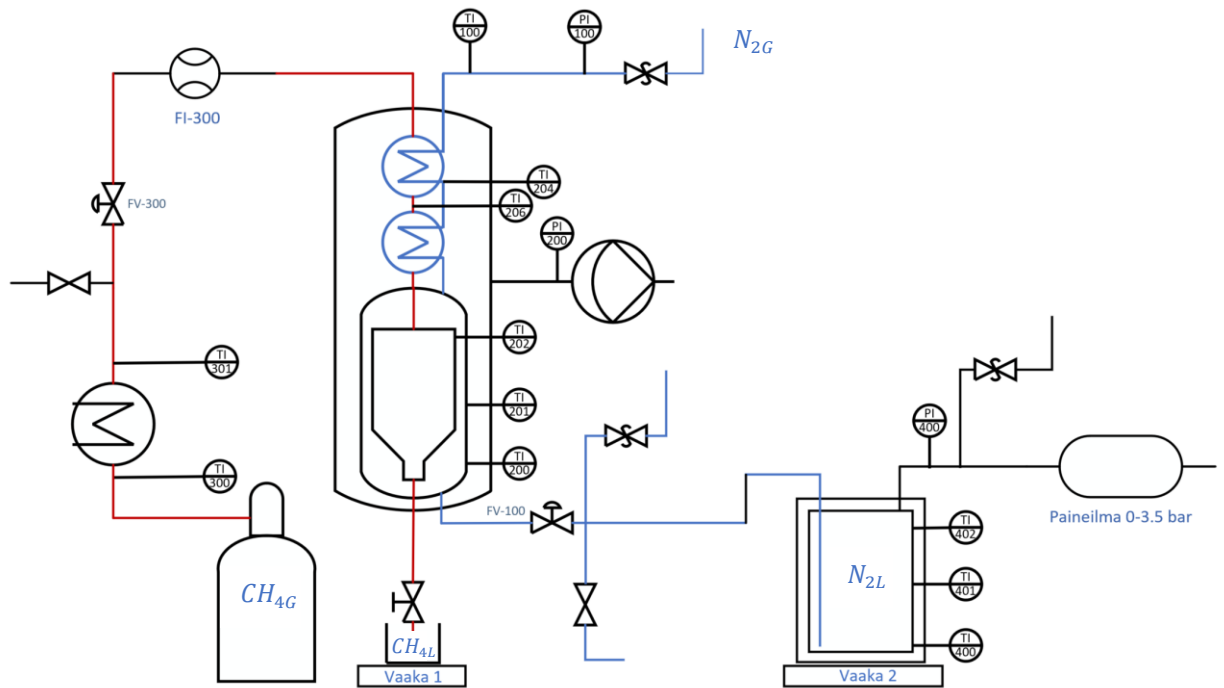 TI
100
PI
100
N2G
FI-300
TI
204
TI
206
FV-300
PI
200
TI
202
TI
301
TI
201
PI
400
TI
200
TI
300
FV-100
Paineilma 0-3.5 bar
TI
402
CH4G
N2L
TI
401
CH4L
TI
400
Vaaka 1
Vaaka 2